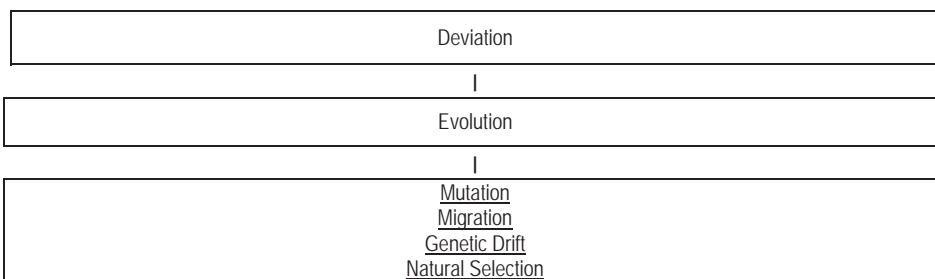 Deviation
|
Evolution
|
Mutation
Migration
Genetic Drift
Natural Selection